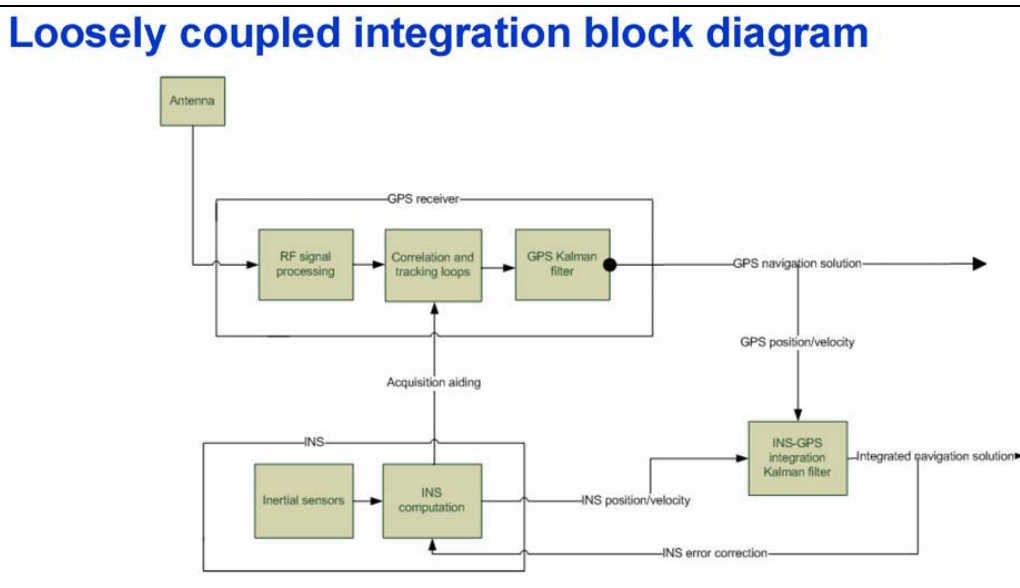 Loosely coupled integration block diagram
Antenna
GPS receiver
RF signal
processing
Correlation and
tracking loops
GPS Kalman
filter
GPS navigation solution
GPS position/velocity
Acquisition aiding
INS
Inertial sensors
INS
computation
INS position/velocity
INS-GPS
integration
Kalman filter
Integrated navigation solution
INS error correction